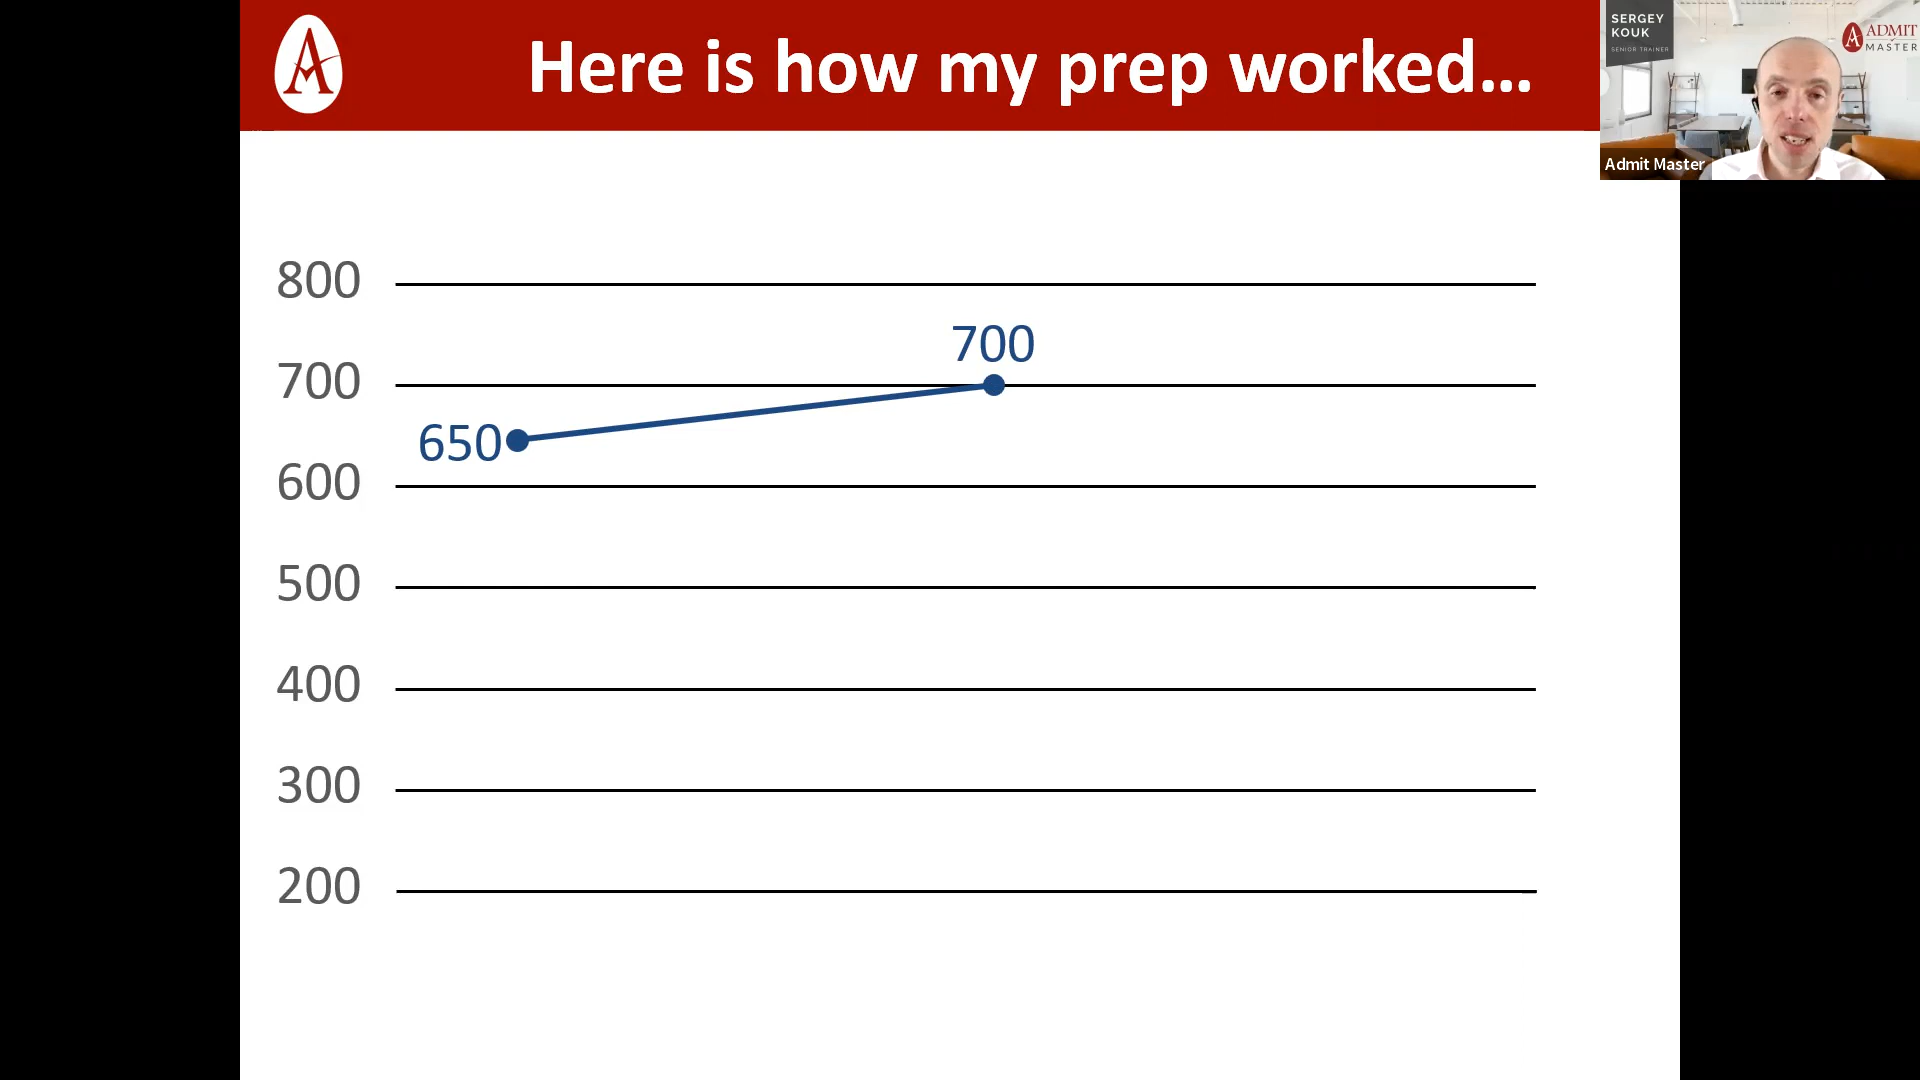 Here is how my prep worked...
SERGEY
KOUK
SENIOR TRAINER
ADMIT
MASTER
Admit Master
800
700
700
650
600
500
400
300
200